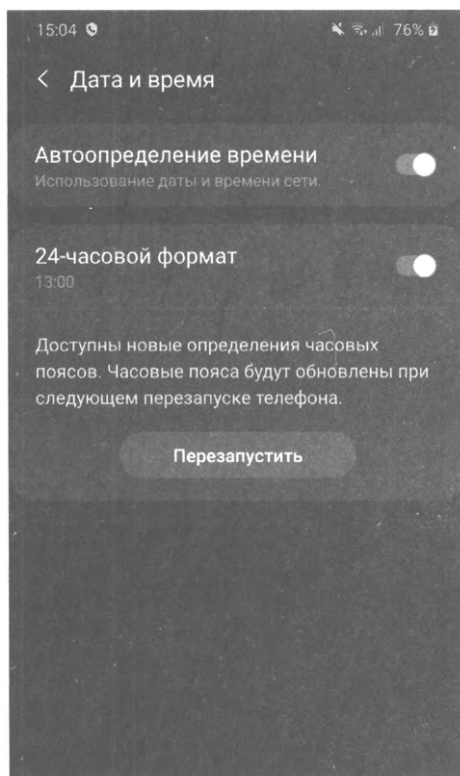 15:04 76%
Дата и время
Автоопределение времени
Использование даты и времени сети.
24-часовой формат
13:00
Доступны новые определения часовых
поясов. Часовые пояса будут обновлены при
следующем перезапуске телефона.
Перезапустить